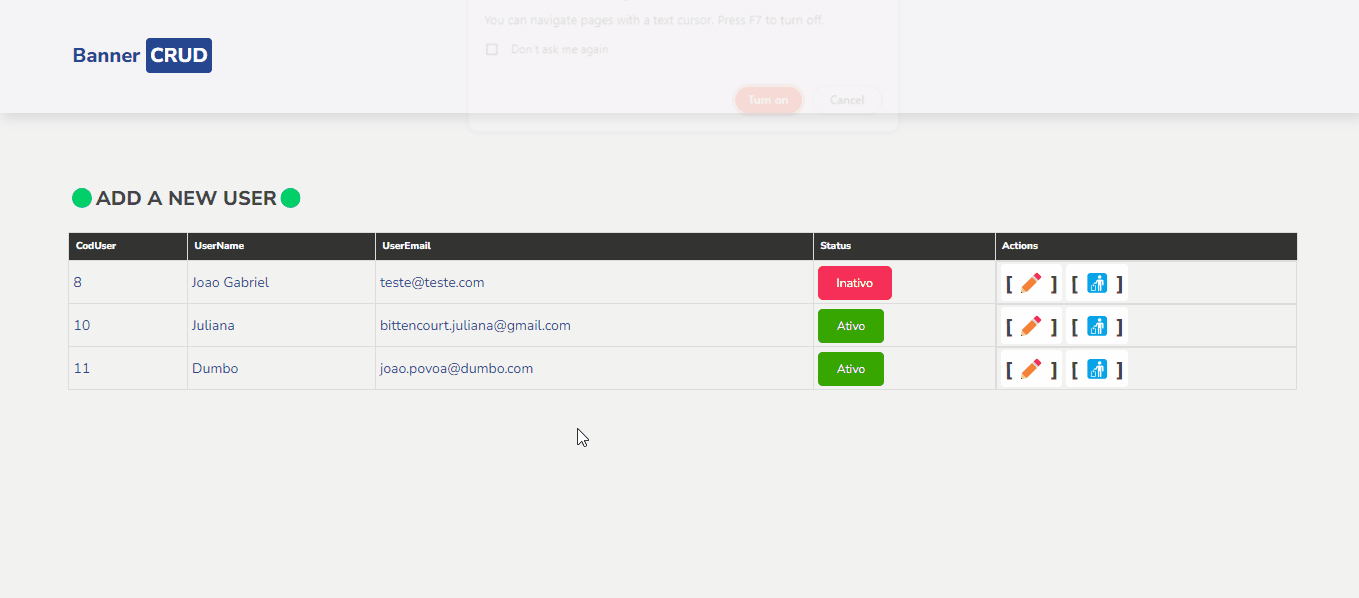 You can navigate pages with a text cursor. Press F7 to turn off.
Don't ask me again
Turn on Cancel
Banner CRUD
ADD A NEW USER
CodUser UserName UserEmail Status Actions
8 Joao Gabriel teste@teste.com Inativo [ ] [ ]
10 Juliana bittencourt.juliana@gmail.com Ativo [ ] [ ]
11 Dumbo joao.povoa@dumbo.com Ativo [ ] [ ]